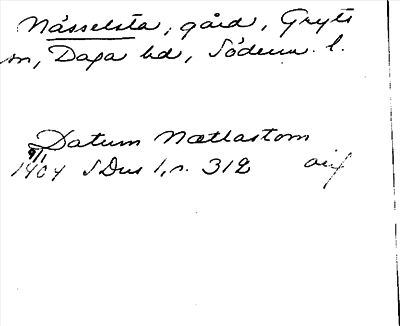 Nässelsta, gård, Gryts
sn, Daga hd, Söderm. l.
Datum Nætlastom
9/1
1404 SDns 1, n. 312